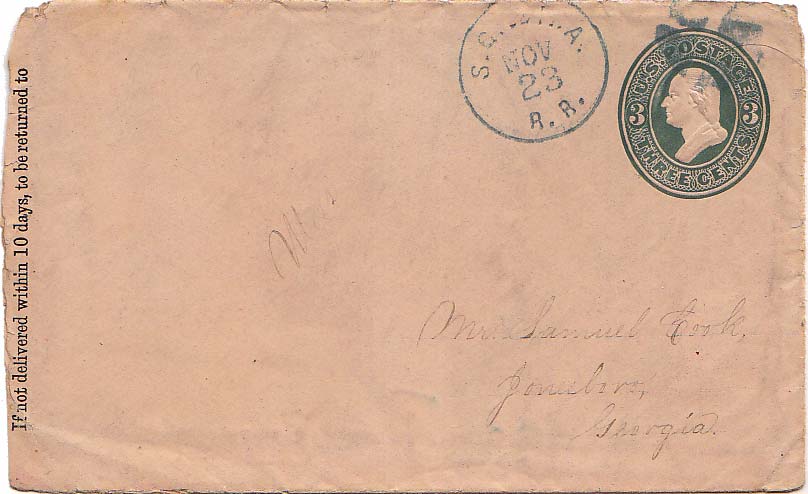 If not delivered within 10 days, to be returned to
NOV
23
R. R.
U.S. POSTAGE
3 3
THREE CENTS
Mr. Samuel Cook,
Jonesboro,
Georgia.